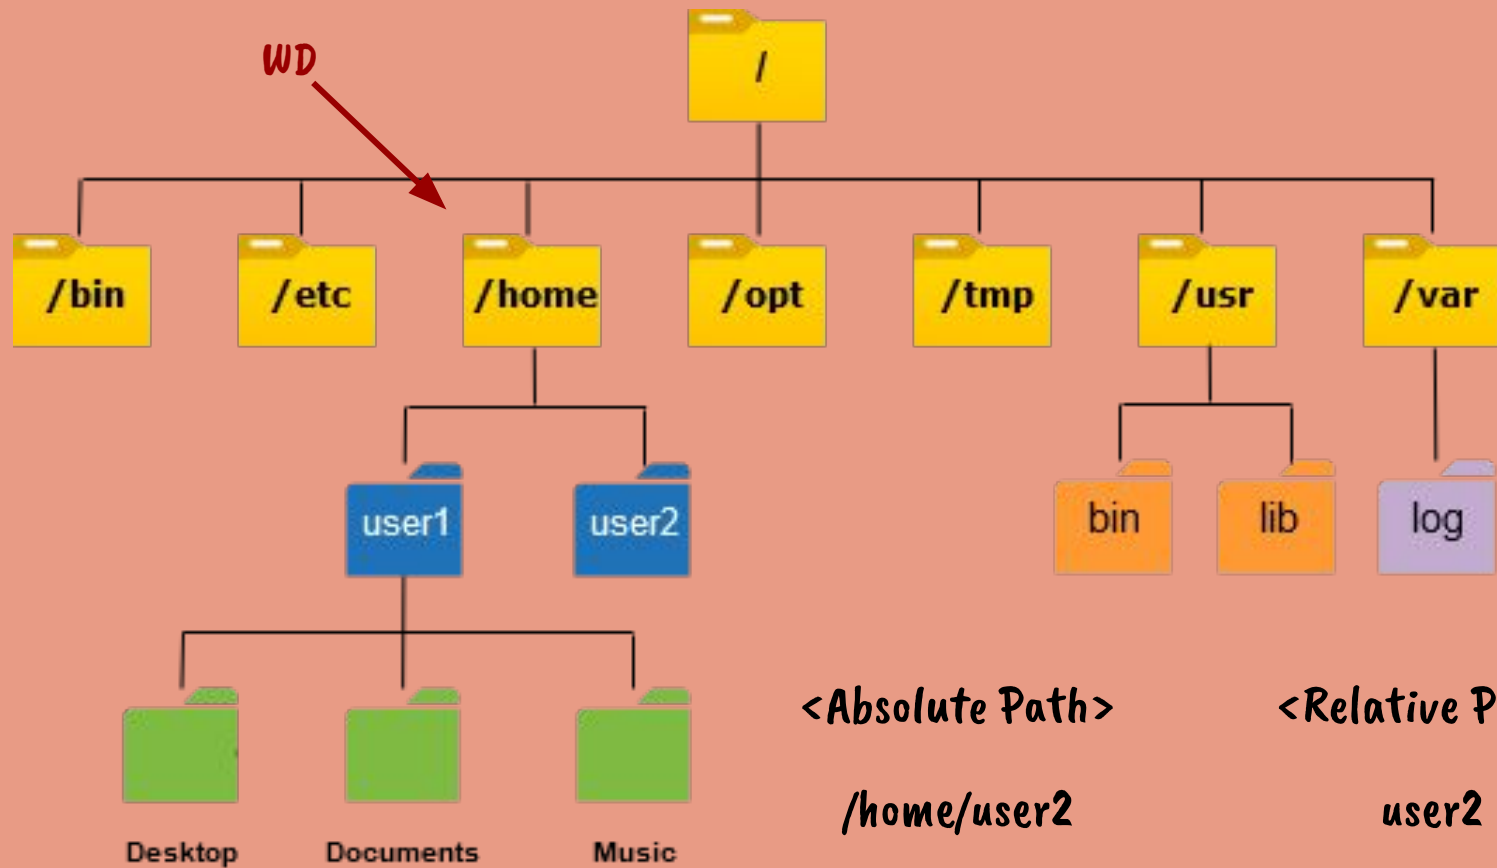 /
WD
/bin /etc /home /opt /tmp /usr /var
user1 user2 bin lib log
<Absolute Path> <Relative P
/home/user2 user2
Desktop Documents Music